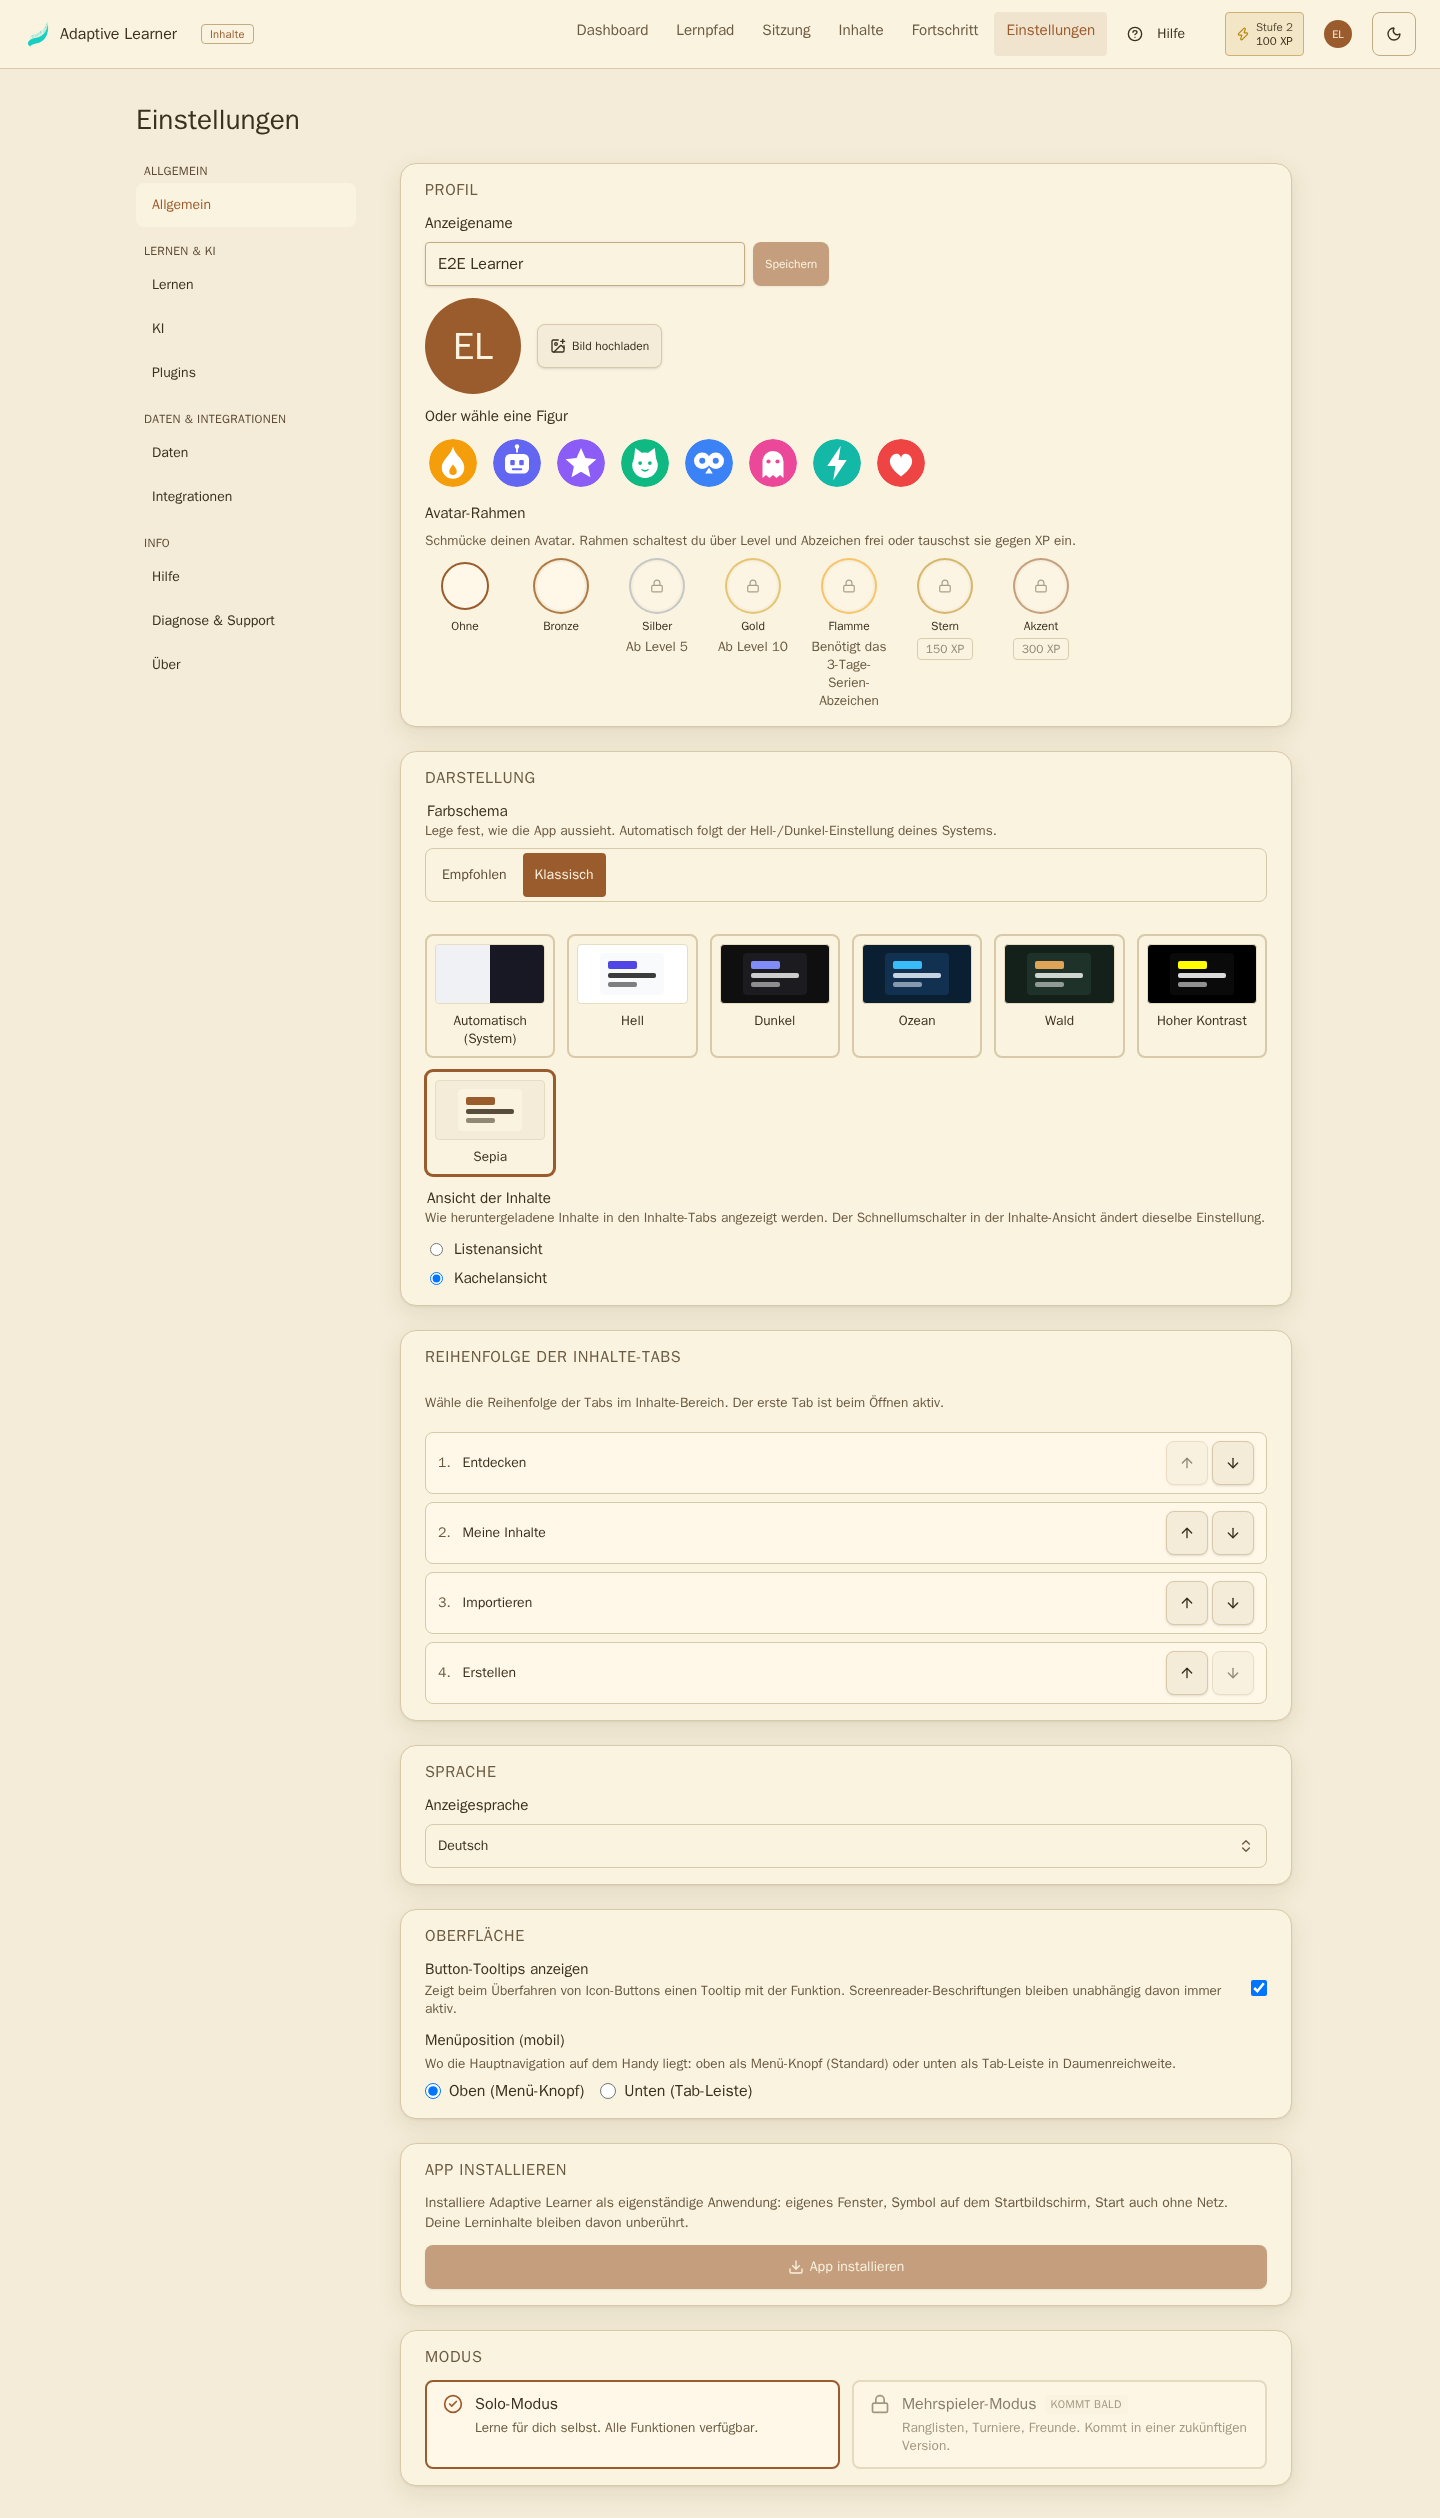 Adaptive Learner
Inhalte
Dashboard
Lernpfad
Sitzung
Inhalte
Fortschritt
Einstellungen
Hilfe
Stufe 2
100 XP
EL
Einstellungen
ALLGEMEIN
Allgemein
LERNEN & KI
Lernen
KI
Plugins
DATEN & INTEGRATIONEN
Daten
Integrationen
INFO
Hilfe
Diagnose & Support
Über
PROFIL
Anzeigename
E2E Learner
Speichern
EL
Bild hochladen
Oder wähle eine Figur
Avatar-Rahmen
Schmücke deinen Avatar. Rahmen schaltest du über Level und Abzeichen frei oder tauschst sie gegen XP ein.
Ohne
Bronze
Silber
Ab Level 5
Gold
Ab Level 10
Flamme
Benötigt das
3-Tage-
Serien-
Abzeichen
Stern
150 XP
Akzent
300 XP
DARSTELLUNG
Farbschema
Lege fest, wie die App aussieht. Automatisch folgt der Hell-/Dunkel-Einstellung deines Systems.
Empfohlen
Klassisch
Automatisch
(System)
Hell
Dunkel
Ozean
Wald
Hoher Kontrast
Sepia
Ansicht der Inhalte
Wie heruntergeladene Inhalte in den Inhalte-Tabs angezeigt werden. Der Schnellumschalter in der Inhalte-Ansicht ändert dieselbe Einstellung.
Listenansicht
Kachelansicht
REIHENFOLGE DER INHALTE-TABS
Wähle die Reihenfolge der Tabs im Inhalte-Bereich. Der erste Tab ist beim Öffnen aktiv.
1. Entdecken
2. Meine Inhalte
3. Importieren
4. Erstellen
SPRACHE
Anzeigesprache
Deutsch
OBERFLÄCHE
Button-Tooltips anzeigen
Zeigt beim Überfahren von Icon-Buttons einen Tooltip mit der Funktion. Screenreader-Beschriftungen bleiben unabhängig davon immer
aktiv.
Menüposition (mobil)
Wo die Hauptnavigation auf dem Handy liegt: oben als Menü-Knopf (Standard) oder unten als Tab-Leiste in Daumenreichweite.
Oben (Menü-Knopf)
Unten (Tab-Leiste)
APP INSTALLIEREN
Installiere Adaptive Learner als eigenständige Anwendung: eigenes Fenster, Symbol auf dem Startbildschirm, Start auch ohne Netz.
Deine Lerninhalte bleiben davon unberührt.
App installieren
MODUS
Solo-Modus
Lerne für dich selbst. Alle Funktionen verfügbar.
Mehrspieler-Modus KOMMT BALD
Ranglisten, Turniere, Freunde. Kommt in einer zukünftigen
Version.